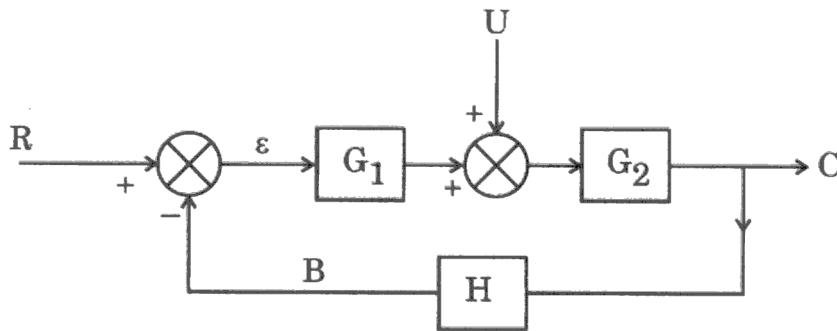 U
+
R
ε
G₁
G₂
C
+
+
−
B
H